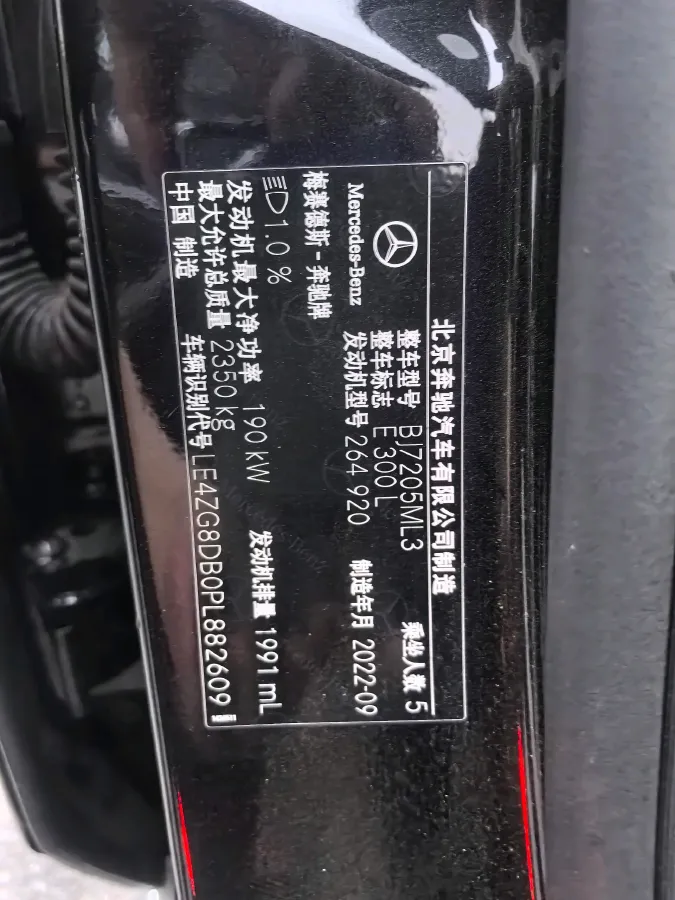 北京奔驰汽车有限公司制造
Mercedes-Benz
梅赛德斯-奔驰牌
整车型号 BJ7205ML3 乘坐人数 5
整车标志 E 300 L
发动机型号 264 920 制造年月 2022-09
1.0 %
发动机最大净功率 190 kW 发动机排量 1991 mL
最大允许总质量 2350 kg
中国 制造 车辆识别代号 LE4ZG8DB0PL882609